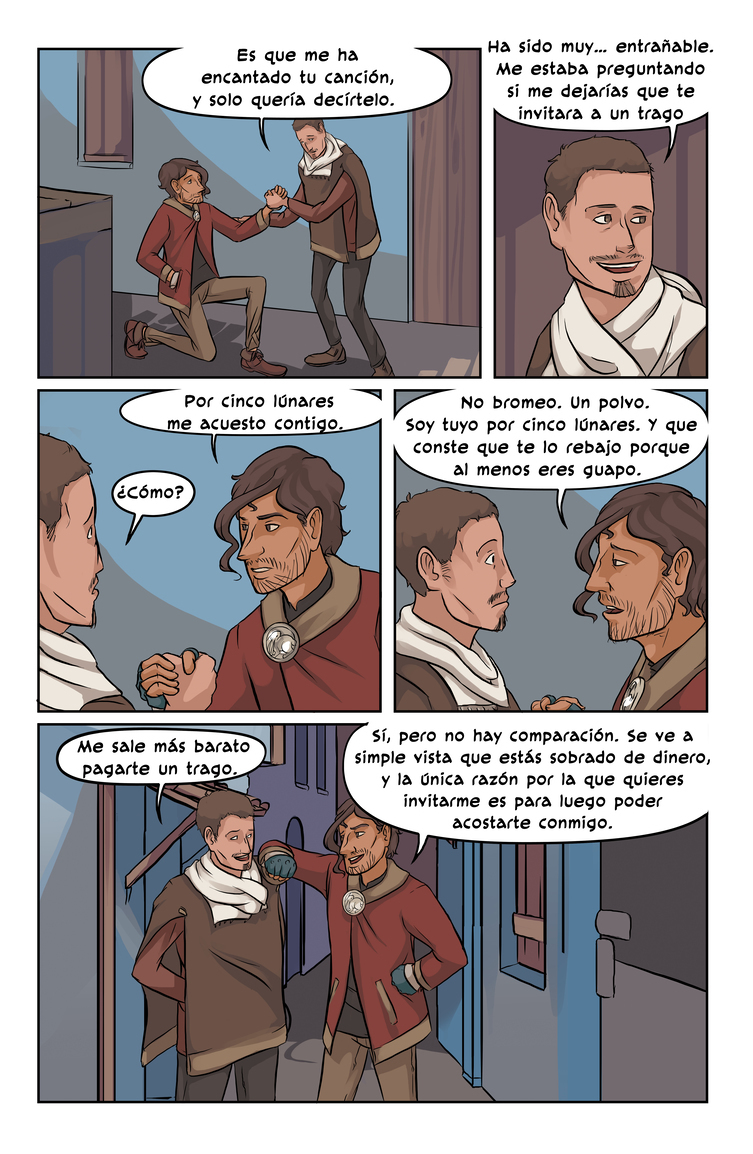 Es que me ha
encantado tu canción,
y solo quería decírtelo.
Ha sido muy... entrañable.
Me estaba preguntando
si me dejarías que te
invitara a un trago
Por cinco lúnares
me acuesto contigo.
¿Cómo?
No bromeo. Un polvo.
Soy tuyo por cinco lúnares. Y que
conste que te lo rebajo porque
al menos eres guapo.
Me sale más barato
pagarte un trago.
Sí, pero no hay comparación. Se ve a
simple vista que estás sobrado de dinero,
y la única razón por la que quieres
invitarme es para luego poder
acostarte conmigo.